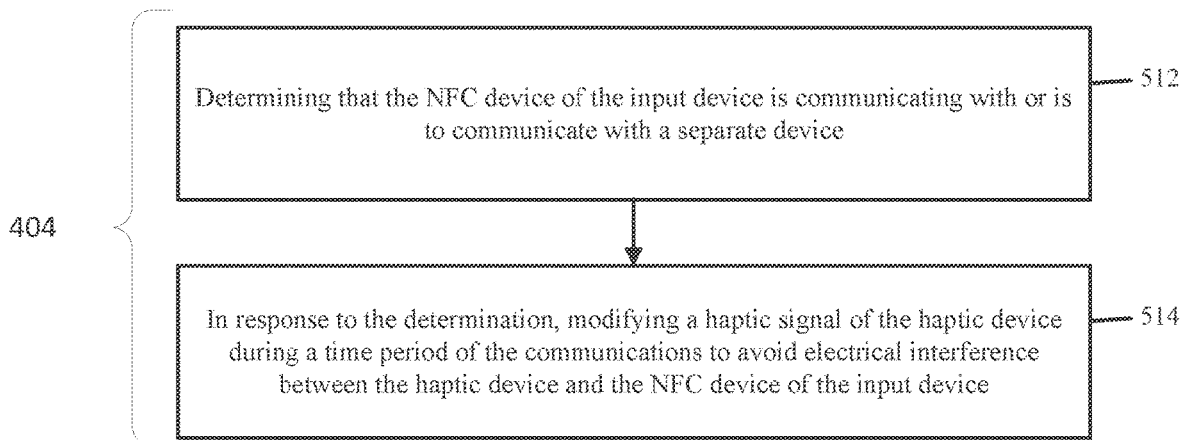 Determining that the NFC device of the input device is communicating with or is
to communicate with a separate device
512
404
In response to the determination, modifying a haptic signal of the haptic device
during a time period of the communications to avoid electrical interference
between the haptic device and the NFC device of the input device
514